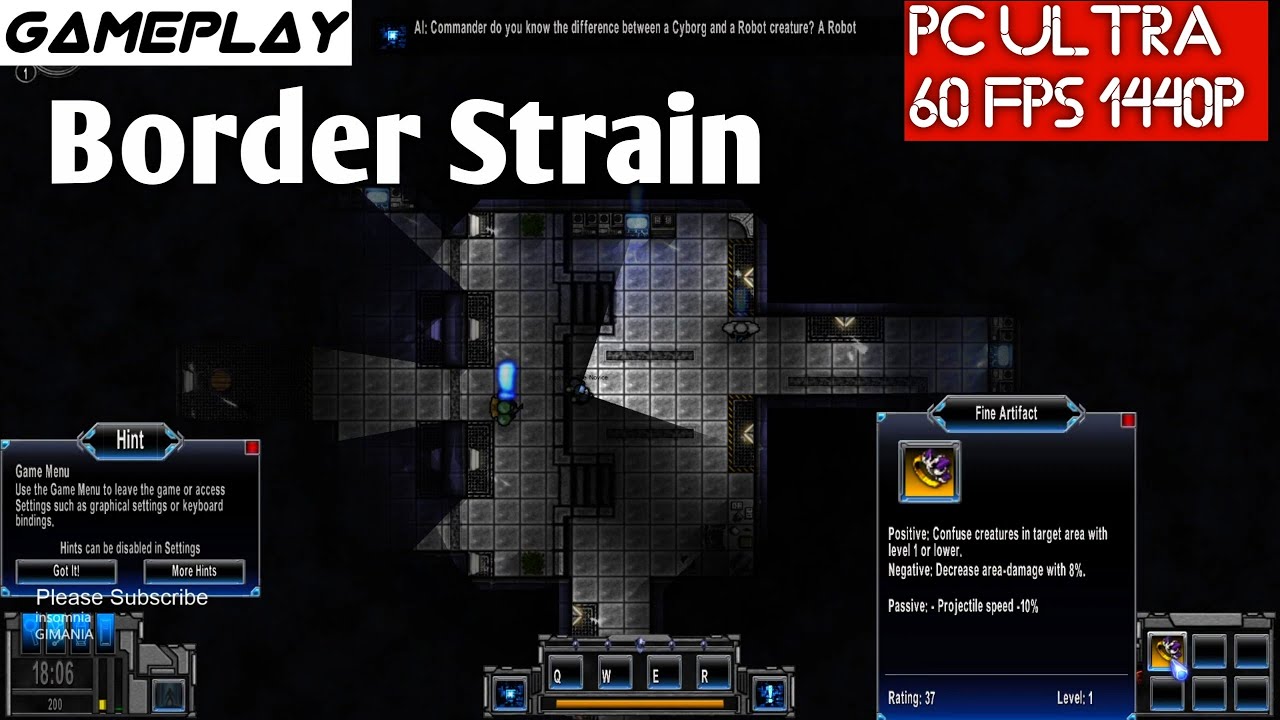 GAMEPLAY
AI: Commander do you know the difference between a Cyborg and a Robot creature? A Robot
PC ULTRA
60 FPS 1440P
1
Border Strain
Novice
Hint
Game Menu
Use the Game Menu to leave the game or access
Settings such as graphical settings or keyboard
bindings.
Hints can be disabled in Settings
Got It!
More Hints
Please Subscribe
insomnia
GIMANIA
18:06
200
Q
W
E
R
Fine Artifact
Positive: Confuse creatures in target area with
level 1 or lower.
Negative: Decrease area-damage with 8%.
Passive: - Projectile speed -10%
Rating: 37
Level: 1